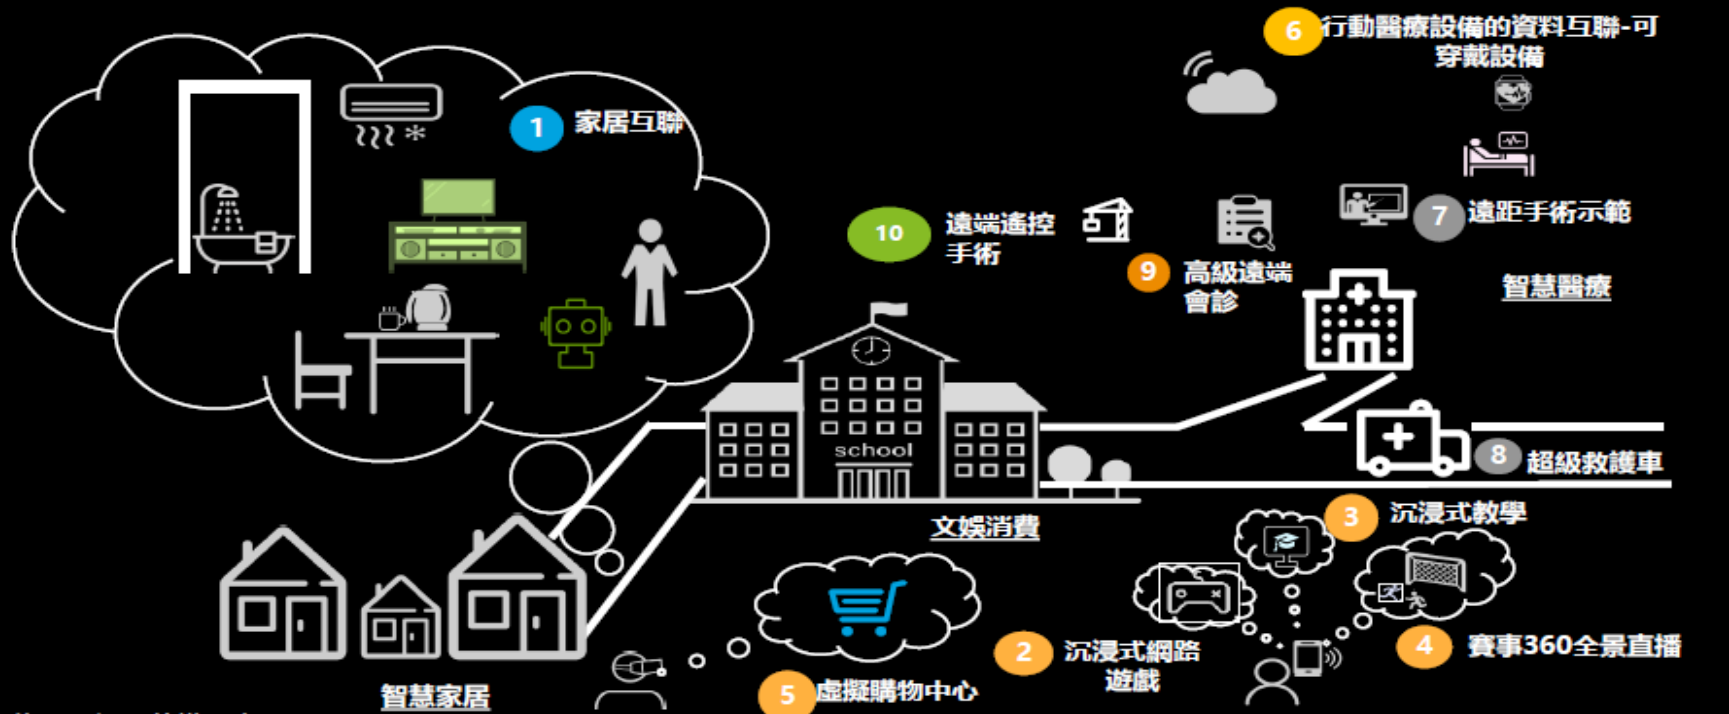 6 行動醫療設備的資料互聯-可
穿戴設備
1 家居互聯
7 遠距手術示範
10 遠端遙控
手術
9 高級遠端
會診
智慧醫療
school
8 超級救護車
文娛消費
3 沉浸式教學
2 沉浸式網路
遊戲
4 賽事360全景直播
5 虛擬購物中心
智慧家居